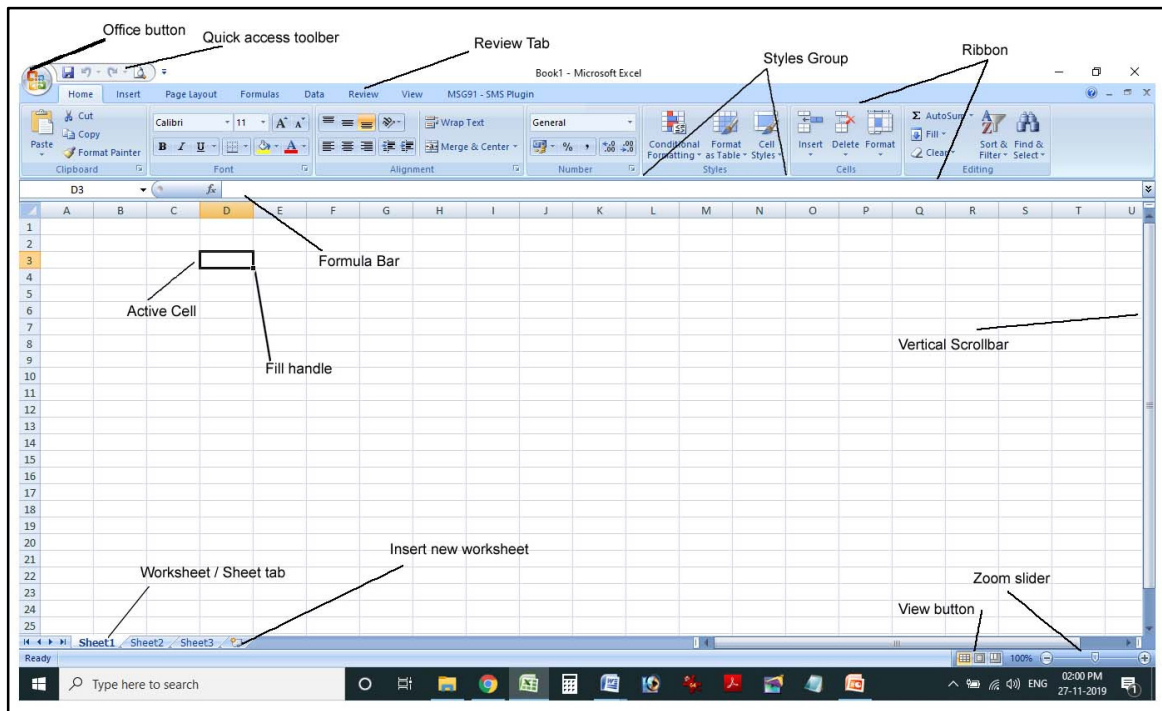 Office button
Quick access toolber
Review Tab
Styles Group
Ribbon
Book1 - Microsoft Excel
Home Insert Page Layout Formulas Data Review View MSG91 - SMS Plugin
Cut
Copy
Format Painter
Paste
Clipboard
Calibri 11
B I U
Font
Wrap Text
Merge & Center
Alignment
General
%
Number
Conditional Formatting
Format as Table
Cell Styles
Styles
Insert Delete Format
Cells
Σ AutoSum
Fill
Clear
Sort & Filter
Find & Select
Editing
D3 fx
A B C D E F G H I J K L M N O P Q R S T U
1
2
3
4
5
6
7
8
9
10
11
12
13
14
15
16
17
18
19
20
21
22
23
24
25
Formula Bar
Active Cell
Vertical Scrollbar
Fill handle
Insert new worksheet
Worksheet / Sheet tab
Zoom slider
View button
Sheet1 Sheet2 Sheet3
Ready 100%
Type here to search
ENG
02:00 PM
27-11-2019